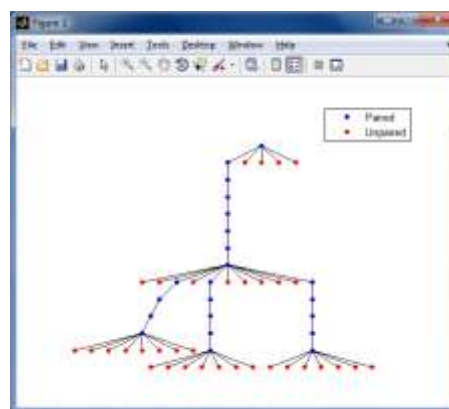 Figure 1
File Edit View Insert Tools Desktop Window Help
Paired
Unpaired